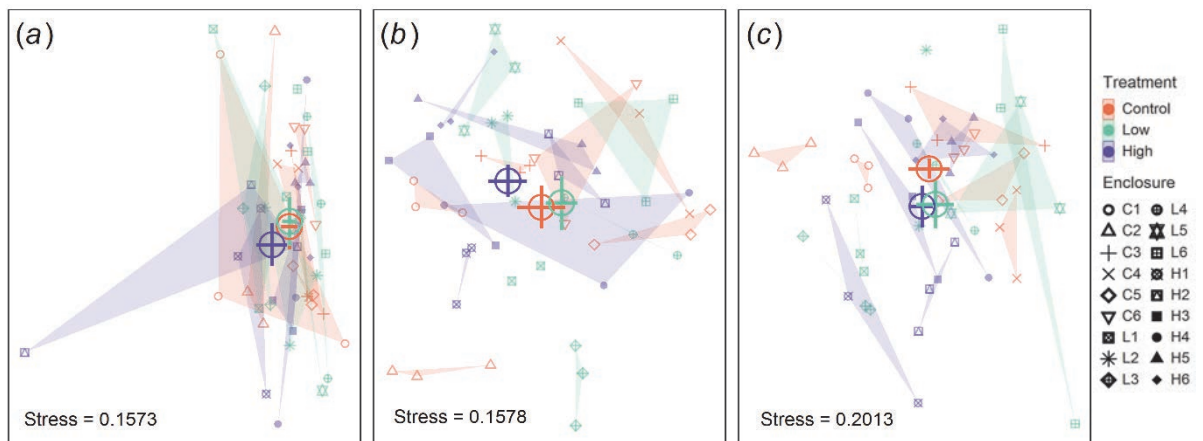 (a)
Stress = 0.1573
(b)
Stress = 0.1578
(c)
Stress = 0.2013
Treatment
Control
Low
High
Enclosure
C1 L4
C2 L5
C3 L6
C4 H1
C5 H2
C6 H3
L1 H4
L2 H5
L3 H6